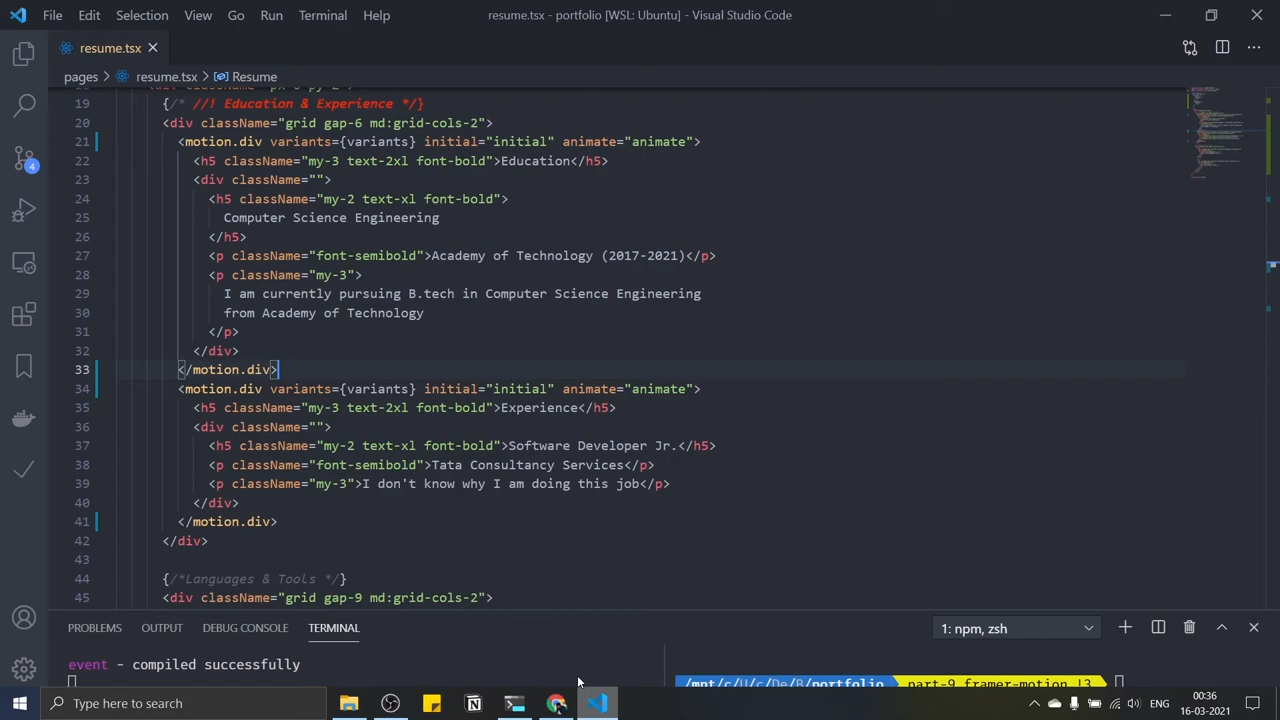 File Edit Selection View Go Run Terminal Help resume.tsx - portfolio [WSL: Ubuntu] - Visual Studio Code
resume.tsx
pages > resume.tsx > Resume
19 {/* //! Education & Experience */}
20 <div className="grid gap-6 md:grid-cols-2">
21 <motion.div variants={variants} initial="initial" animate="animate">
22 <h5 className="my-3 text-2xl font-bold">Education</h5>
23 <div className="">
24 <h5 className="my-2 text-xl font-bold">
25 Computer Science Engineering
26 </h5>
27 <p className="font-semibold">Academy of Technology (2017-2021)</p>
28 <p className="my-3">
29 I am currently pursuing B.tech in Computer Science Engineering
30 from Academy of Technology
31 </p>
32 </div>
33 </motion.div>
34 <motion.div variants={variants} initial="initial" animate="animate">
35 <h5 className="my-3 text-2xl font-bold">Experience</h5>
36 <div className="">
37 <h5 className="my-2 text-xl font-bold">Software Developer Jr.</h5>
38 <p className="font-semibold">Tata Consultancy Services</p>
39 <p className="my-3">I don't know why I am doing this job</p>
40 </div>
41 </motion.div>
42 </div>
43
44 {/*Languages & Tools */}
45 <div className="grid gap-9 md:grid-cols-2">
4
PROBLEMS OUTPUT DEBUG CONSOLE TERMINAL 1: npm, zsh
event - compiled successfully
/mnt/c/U/c/De/B/portfolio part-9 framer-motion !3
Type here to search
ENG
00:36
16-03-2021